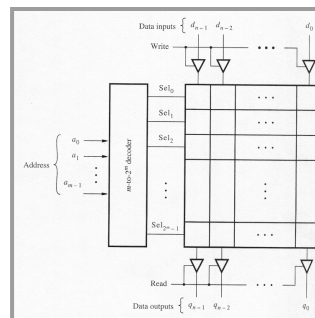 Data inputs d_{n−1} d_{n−2} d_0
Write
Sel_0
Sel_1
Sel_2
Sel_{2^m−1}
m-to-2^m decoder
Address
a_0
a_1
a_{m−1}
Read
Data outputs q_{n−1} q_{n−2} q_0